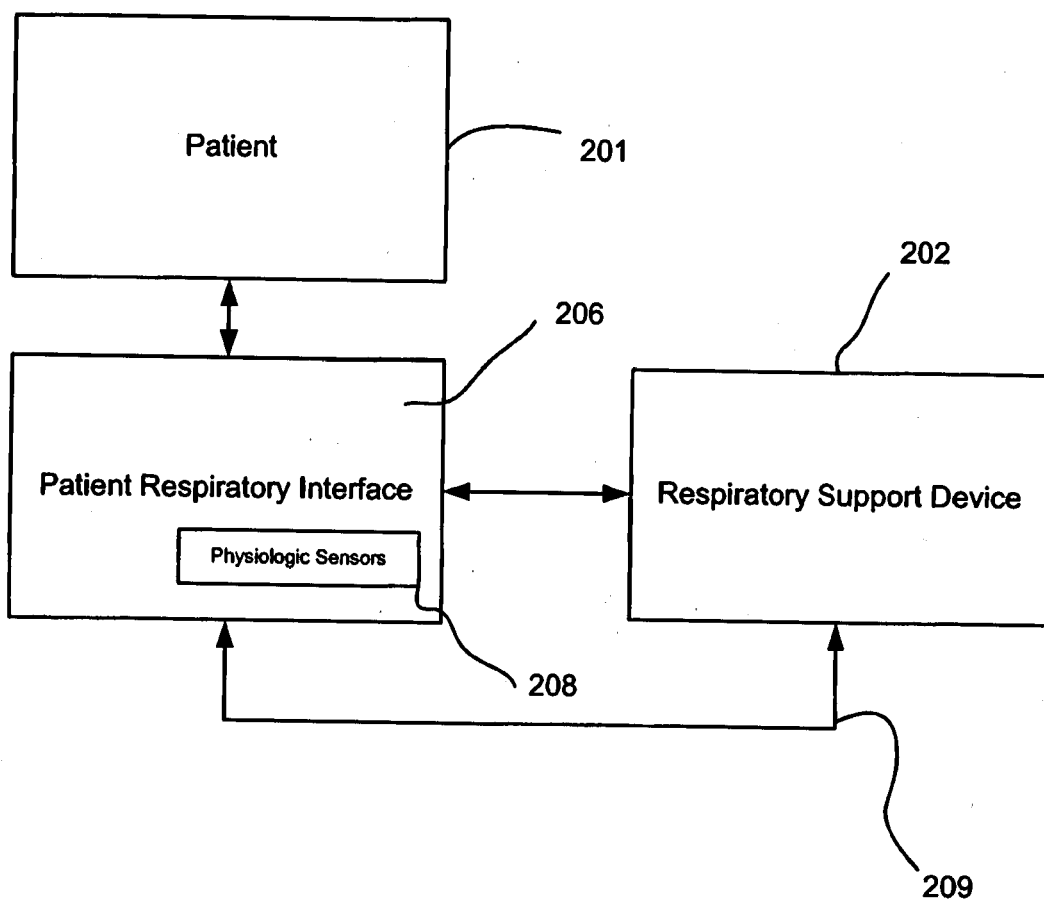 Patient
201
202
206
Patient Respiratory Interface
Respiratory Support Device
Physiologic Sensors
208
209